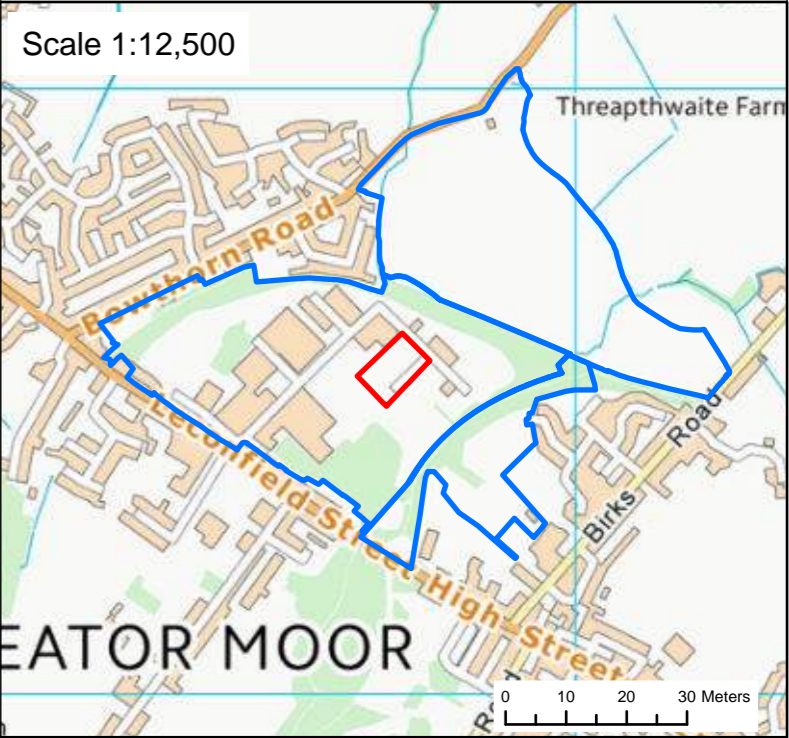 Scale 1:12,500
Threapthwaite Farm
Bowthorn Road
Leconfield Street High Street
Birks Road
EATOR MOOR
0 10 20 30 Meters